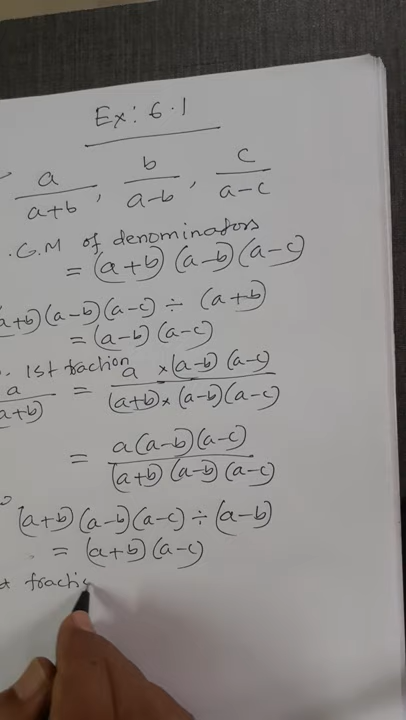 Ex: 6.1
a/(a+b), b/(a-b), c/(a-c)
.C.M of denominators
= (a+b) (a-b) (a-c)
a+b) (a-b) (a-c) ÷ (a+b)
= (a-b) (a-c)
1st fraction
a/(a+b) = a × (a-b) (a-c) / (a+b) × (a-b) (a-c)
= a (a-b) (a-c) / (a+b) (a-b) (a-c)
(a+b) (a-b) (a-c) ÷ (a-b)
= (a+b) (a-c)
fracti